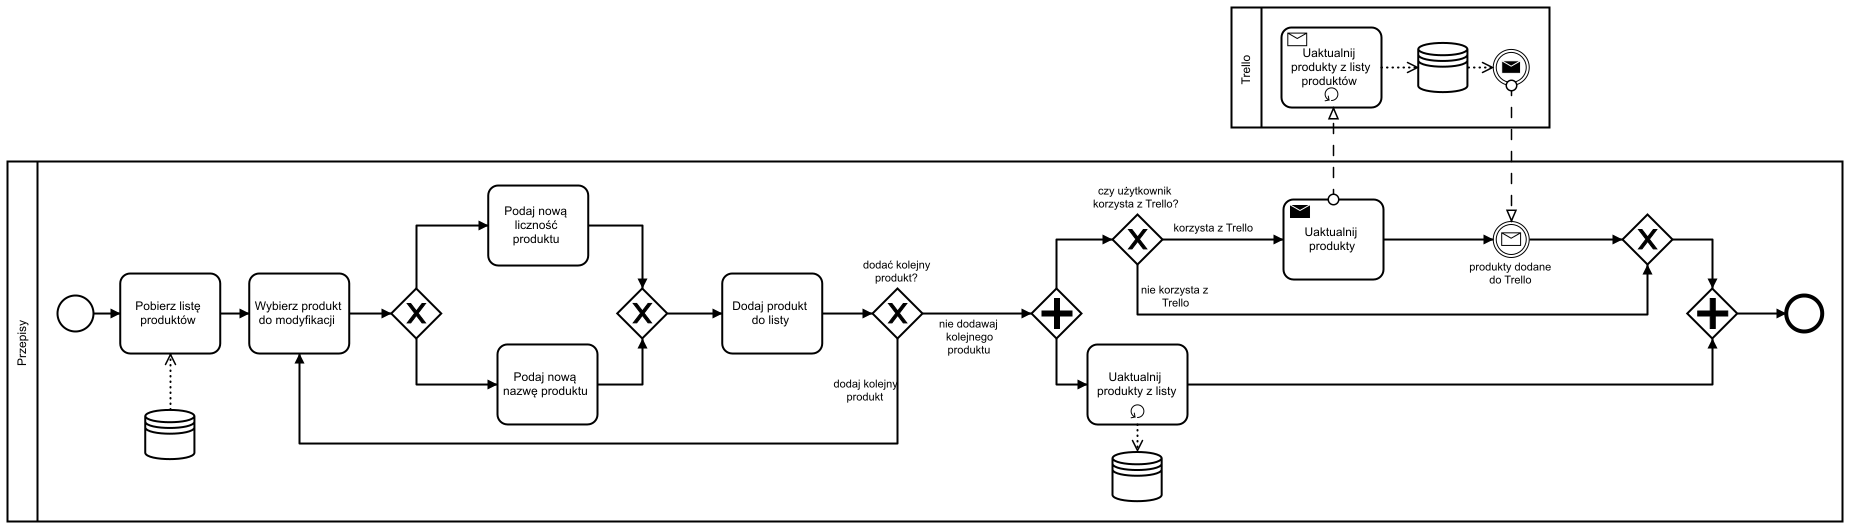 Trello
Uaktualnij
produkty z listy
produktów
Przepisy
Pobierz listę
produktów
Wybierz produkt
do modyfikacji
Podaj nową
liczność
produktu
Podaj nową
nazwę produktu
Dodaj produkt
do listy
dodać kolejny
produkt?
nie dodawaj
kolejnego
produktu
dodaj kolejny
produkt
czy użytkownik
korzysta z Trello?
korzysta z Trello
nie korzysta z
Trello
Uaktualnij
produkty
produkty dodane
do Trello
Uaktualnij
produkty z listy